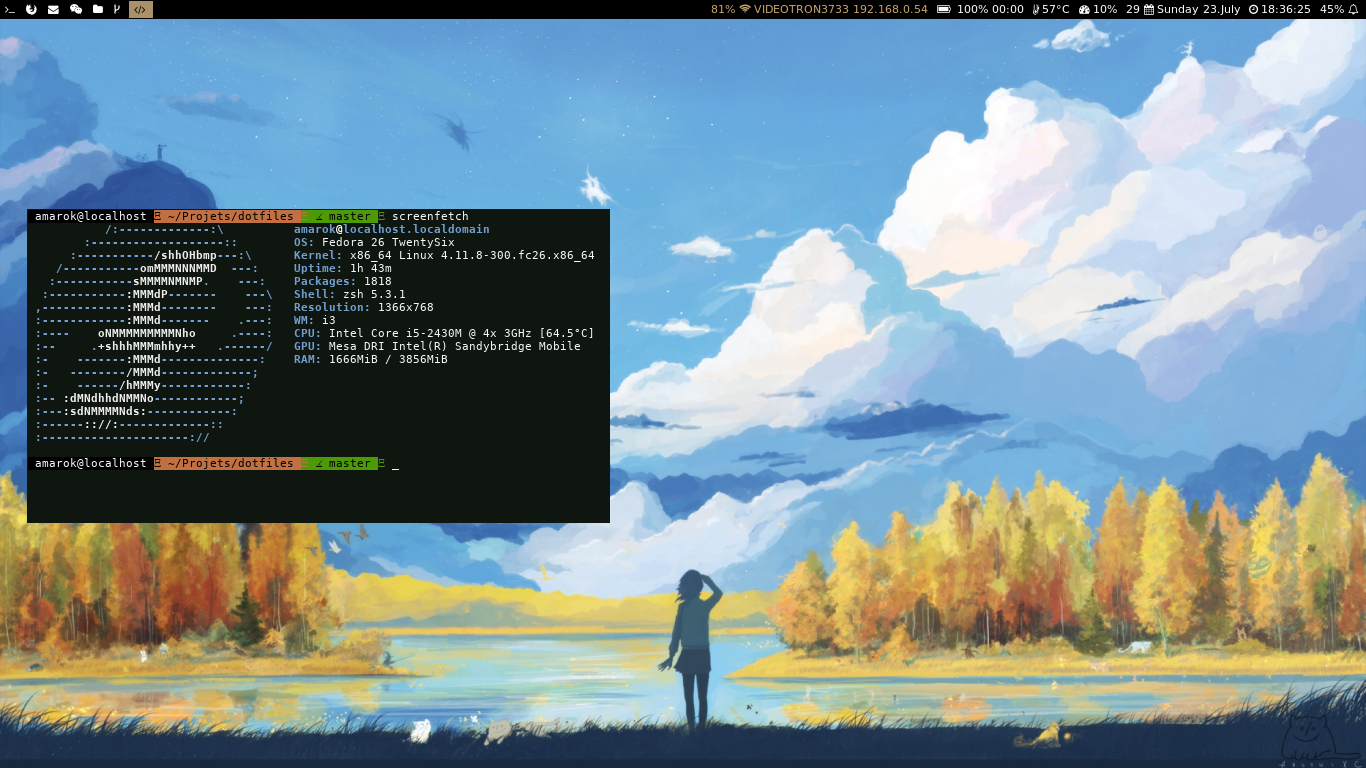 81% VIDEOTRON3733 192.168.0.54 100% 00:00 57°C 10% 29 Sunday 23.July 18:36:25 45%
amarok@localhost ~/Projets/dotfiles master screenfetch
/:-------------:\ amarok@localhost.localdomain
:-------------------:: OS: Fedora 26 TwentySix
:-----------/shhOHbmp---:\ Kernel: x86_64 Linux 4.11.8-300.fc26.x86_64
/-----------omMMMNNNMMD ---: Uptime: 1h 43m
:-----------sMMMMNMNMP. ---: Packages: 1818
:-----------:MMMdP------- ---\ Shell: zsh 5.3.1
,------------:MMMd-------- ---: Resolution: 1366x768
:------------:MMMd------- .---: WM: i3
:---- oNMMMMMMMMMNho .----: CPU: Intel Core i5-2430M @ 4x 3GHz [64.5°C]
:-- .+shhhMMMmhhy++ .------/ GPU: Mesa DRI Intel(R) Sandybridge Mobile
:- -------:MMMd--------------: RAM: 1666MiB / 3856MiB
:- --------/MMMd-------------;
:- ------/hMMMy------------:
:-- :dMNdhhdNMMNo------------;
:---:sdNMMMMNds:------------:
:------:://:-------------::
:---------------------://
amarok@localhost ~/Projets/dotfiles master _